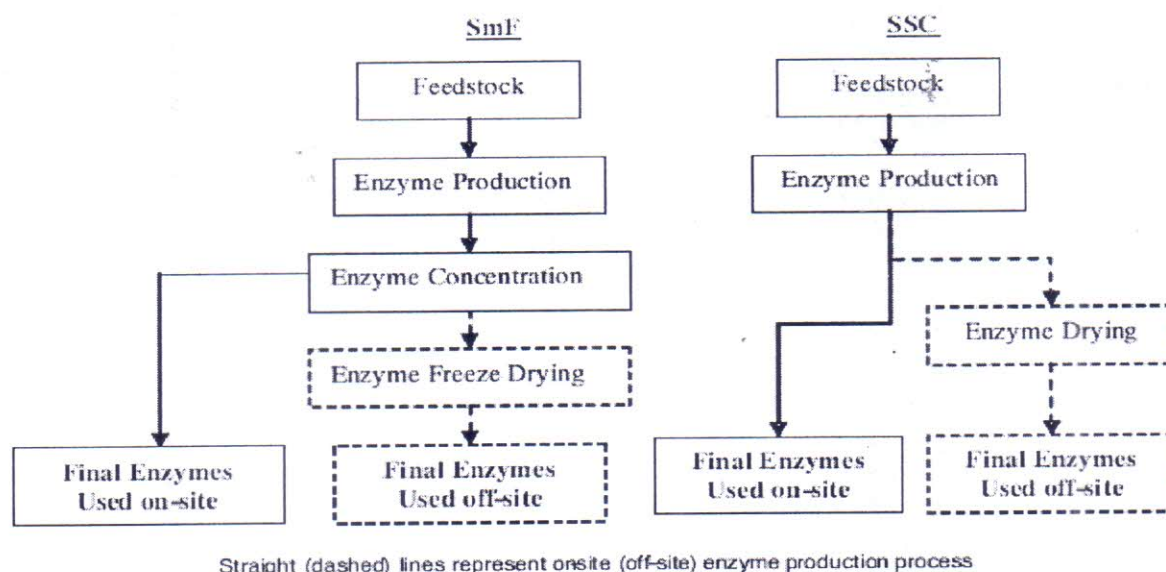 SmF
Feedstock
Enzyme Production
Enzyme Concentration
Enzyme Freeze Drying
Final Enzymes
Used on-site
Final Enzymes
Used off-site
SSC
Feedstock
Enzyme Production
Enzyme Drying
Final Enzymes
Used on-site
Final Enzymes
Used off-site
Straight (dashed) lines represent onsite (off-site) enzyme production process